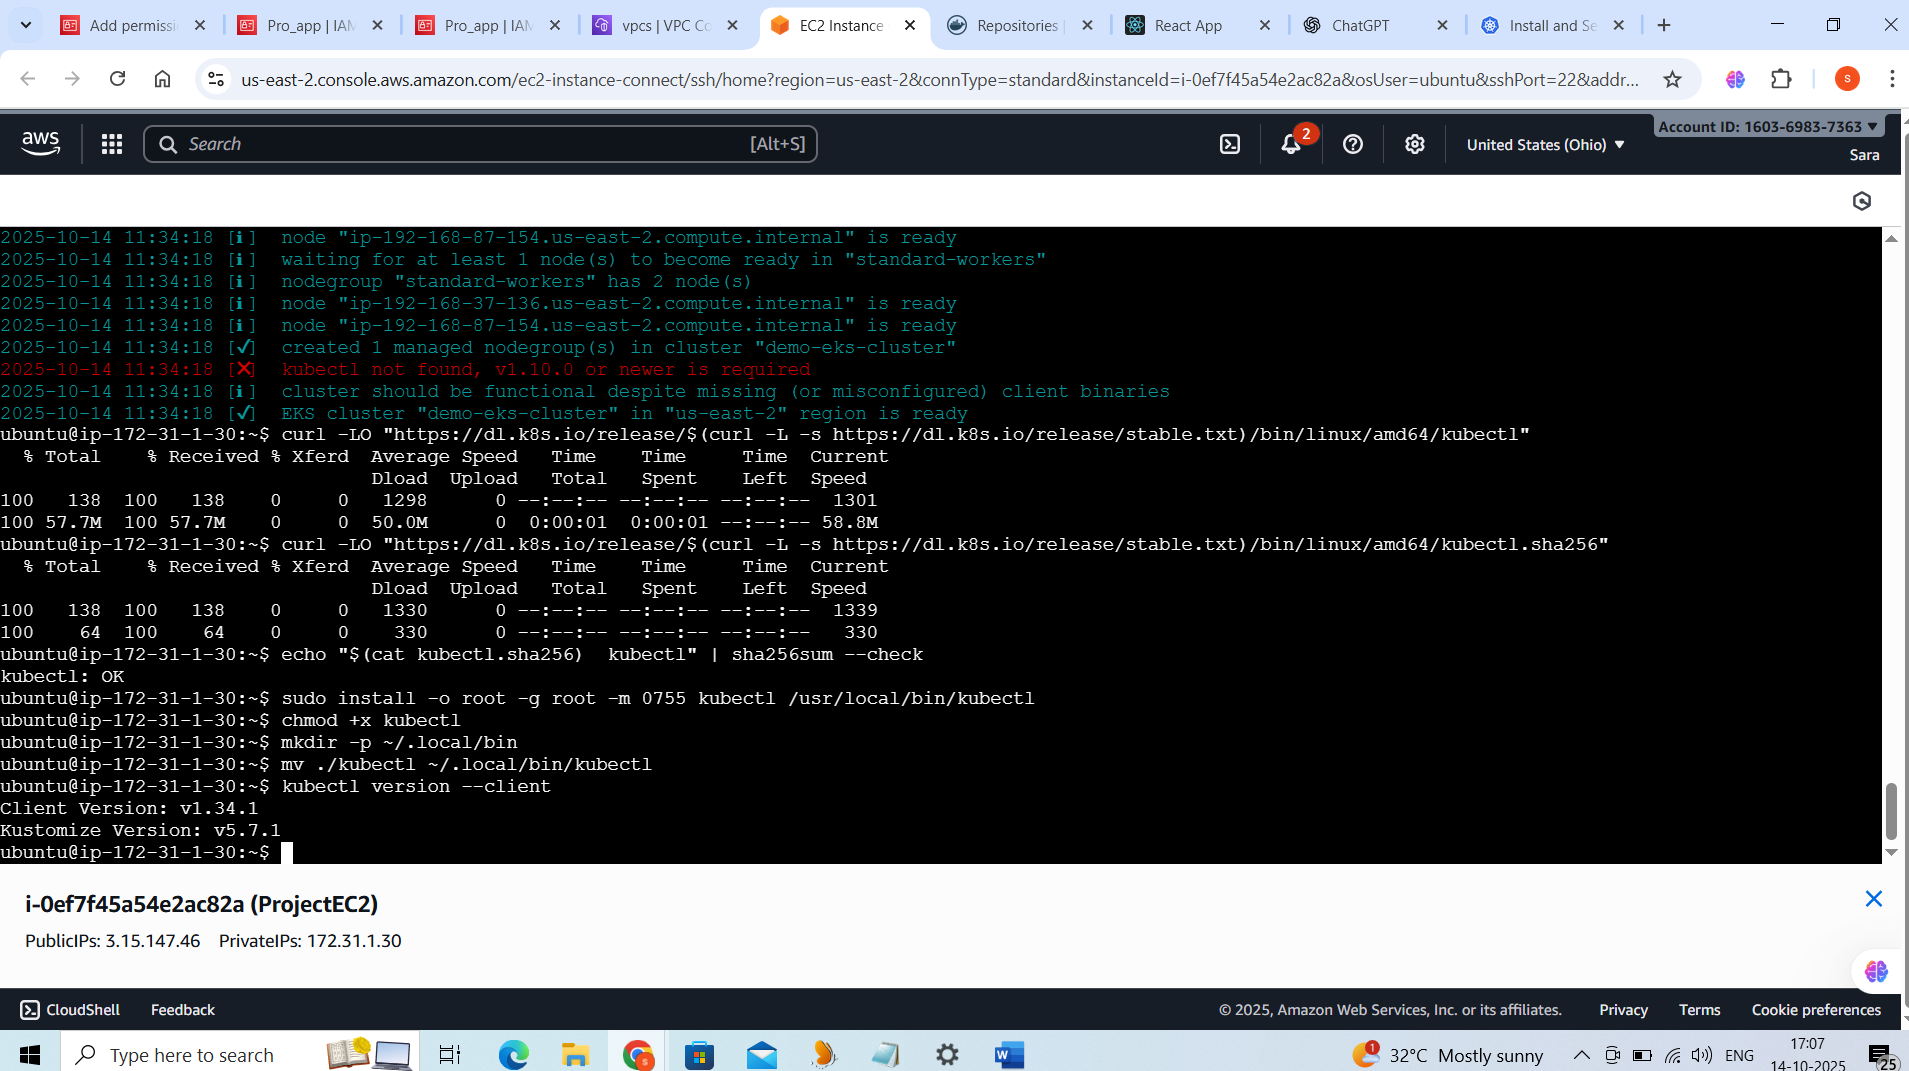 Add permissi
Pro_app | IAM
Pro_app | IAM
vpcs | VPC Co
EC2 Instance
Repositories |
React App
ChatGPT
Install and Se
us-east-2.console.aws.amazon.com/ec2-instance-connect/ssh/home?region=us-east-2&connType=standard&instanceId=i-0ef7f45a54e2ac82a&osUser=ubuntu&sshPort=22&addr...
S
aws
Search
[Alt+S]
2
United States (Ohio)
Account ID: 1603-6983-7363
Sara
2025-10-14 11:34:18 [ℹ]  node "ip-192-168-87-154.us-east-2.compute.internal" is ready
2025-10-14 11:34:18 [ℹ]  waiting for at least 1 node(s) to become ready in "standard-workers"
2025-10-14 11:34:18 [ℹ]  nodegroup "standard-workers" has 2 node(s)
2025-10-14 11:34:18 [ℹ]  node "ip-192-168-37-136.us-east-2.compute.internal" is ready
2025-10-14 11:34:18 [ℹ]  node "ip-192-168-87-154.us-east-2.compute.internal" is ready
2025-10-14 11:34:18 [✔]  created 1 managed nodegroup(s) in cluster "demo-eks-cluster"
2025-10-14 11:34:18 [✖]  kubectl not found, v1.10.0 or newer is required
2025-10-14 11:34:18 [ℹ]  cluster should be functional despite missing (or misconfigured) client binaries
2025-10-14 11:34:18 [✔]  EKS cluster "demo-eks-cluster" in "us-east-2" region is ready
ubuntu@ip-172-31-1-30:~$ curl -LO "https://dl.k8s.io/release/$(curl -L -s https://dl.k8s.io/release/stable.txt)/bin/linux/amd64/kubectl"
  % Total    % Received % Xferd  Average Speed   Time    Time     Time  Current
                                 Dload  Upload   Total   Spent    Left  Speed
100   138  100   138    0     0   1298      0 --:--:-- --:--:-- --:--:--  1301
100 57.7M  100 57.7M    0     0  50.0M      0  0:00:01  0:00:01 --:--:-- 58.8M
ubuntu@ip-172-31-1-30:~$ curl -LO "https://dl.k8s.io/release/$(curl -L -s https://dl.k8s.io/release/stable.txt)/bin/linux/amd64/kubectl.sha256"
  % Total    % Received % Xferd  Average Speed   Time    Time     Time  Current
                                 Dload  Upload   Total   Spent    Left  Speed
100   138  100   138    0     0   1330      0 --:--:-- --:--:-- --:--:--  1339
100    64  100    64    0     0    330      0 --:--:-- --:--:-- --:--:--   330
ubuntu@ip-172-31-1-30:~$ echo "$(cat kubectl.sha256)  kubectl" | sha256sum --check
kubectl: OK
ubuntu@ip-172-31-1-30:~$ sudo install -o root -g root -m 0755 kubectl /usr/local/bin/kubectl
ubuntu@ip-172-31-1-30:~$ chmod +x kubectl
ubuntu@ip-172-31-1-30:~$ mkdir -p ~/.local/bin
ubuntu@ip-172-31-1-30:~$ mv ./kubectl ~/.local/bin/kubectl
ubuntu@ip-172-31-1-30:~$ kubectl version --client
Client Version: v1.34.1
Kustomize Version: v5.7.1
ubuntu@ip-172-31-1-30:~$
i-0ef7f45a54e2ac82a (ProjectEC2)
PublicIPs: 3.15.147.46    PrivateIPs: 172.31.1.30
CloudShell
Feedback
© 2025, Amazon Web Services, Inc. or its affiliates.
Privacy
Terms
Cookie preferences
Type here to search
S
W
1
32°C  Mostly sunny
ENG
17:07
14-10-2025
25